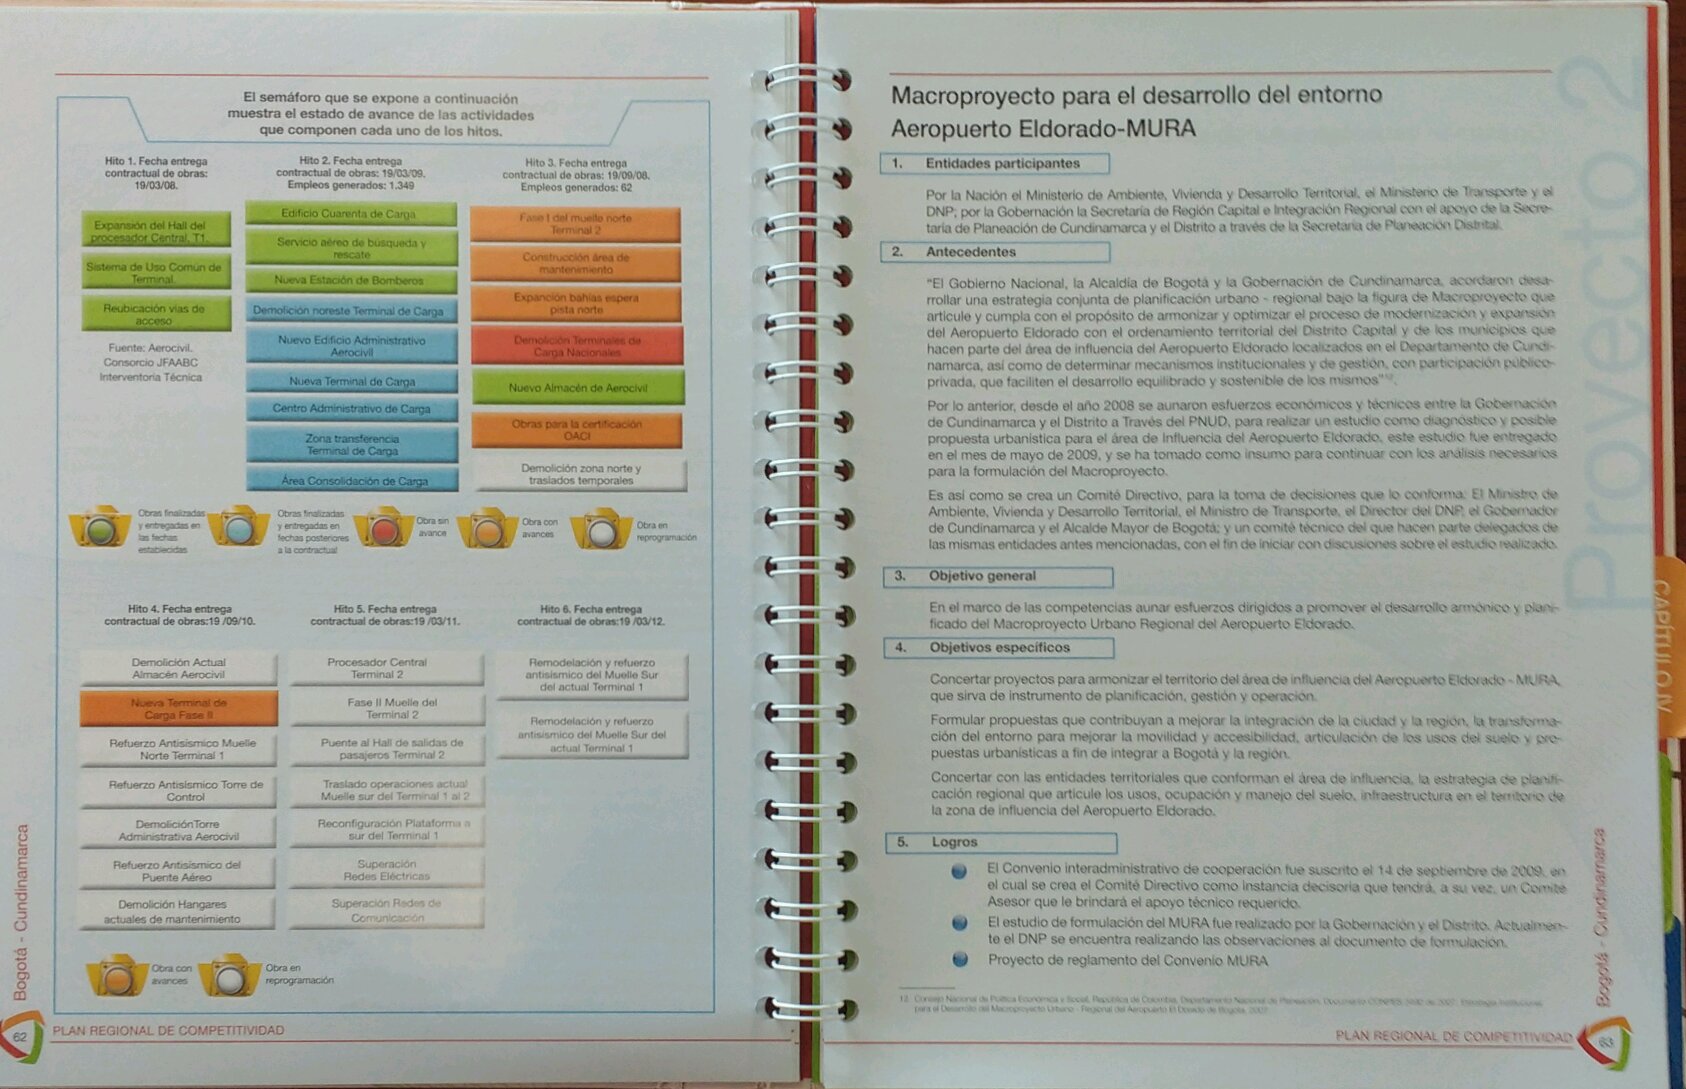 El semáforo que se expone a continuación
muestra el estado de avance de las actividades
que componen cada uno de los hitos.
Hito 1. Fecha entrega
contractual de obras:
19/03/08.
Expansión del Hall del
procesador Central, T1.
Sistema de Uso Común de
Terminal.
Reubicación vías de
acceso
Fuente: Aerocivil.
Consorcio JFAABC
Interventoría Técnica
Hito 2. Fecha entrega
contractual de obras: 19/03/09.
Empleos generados: 1.349
Edificio Cuarenta de Carga
Servicio aéreo de búsqueda y
rescate
Nueva Estación de Bomberos
Demolición noreste Terminal de Carga
Nuevo Edificio Administrativo
Aerocivil
Nueva Terminal de Carga
Centro Administrativo de Carga
Zona transferencia
Terminal de Carga
Área Consolidación de Carga
Hito 3. Fecha entrega
contractual de obras: 19/09/08.
Empleos generados: 62
Fase I del muelle norte
Terminal 2
Construcción área de
mantenimiento
Expanción bahías espera
pista norte
Demolición Terminales de
Carga Nacionales
Nuevo Almacén de Aerocivil
Obras para la certificación
OACI
Demolición zona norte y
traslados temporales
Obras finalizadas
y entregadas en
las fechas
establecidas
Obras finalizadas
y entregadas en
fechas posteriores
a la contractual
Obra sin
avance
Obra con
avances
Obra en
reprogramación
Hito 4. Fecha entrega
contractual de obras:19 /09/10.
Demolición Actual
Almacén Aerocivil
Nueva Terminal de
Carga Fase II
Refuerzo Antisísmico Muelle
Norte Terminal 1
Refuerzo Antisísmico Torre de
Control
DemoliciónTorre
Administrativa Aerocivil
Refuerzo Antisísmico del
Puente Aéreo
Demolición Hangares
actuales de mantenimiento
Hito 5. Fecha entrega
contractual de obras:19 /03/11.
Procesador Central
Terminal 2
Fase II Muelle del
Terminal 2
Puente al Hall de salidas de
pasajeros Terminal 2
Traslado operaciones actual
Muelle sur del Terminal 1 al 2
Reconfiguración Plataforma a
sur del Terminal 1
Superación
Redes Eléctricas
Superación Redes de
Comunicación
Hito 6. Fecha entrega
contractual de obras:19 /03/12.
Remodelación y refuerzo
antisísmico del Muelle Sur
del actual Terminal 1
Remodelación y refuerzo
antisísmico del Muelle Sur del
actual Terminal 1
Obra con
avances
Obra en
reprogramación
Bogotá - Cundinamarca
62
PLAN REGIONAL DE COMPETITIVIDAD
Proyecto 2
Macroproyecto para el desarrollo del entorno
Aeropuerto Eldorado-MURA
1. Entidades participantes
Por la Nación el Ministerio de Ambiente, Vivienda y Desarrollo Territorial, el Ministerio de Transporte y el
DNP; por la Gobernación la Secretaría de Región Capital e Integración Regional con el apoyo de la Secre-
taría de Planeación de Cundinamarca y el Distrito a través de la Secretaría de Planeación Distrital.
2. Antecedentes
"El Gobierno Nacional, la Alcaldía de Bogotá y la Gobernación de Cundinamarca, acordaron desa-
rrollar una estrategia conjunta de planificación urbano - regional bajo la figura de Macroproyecto que
articule y cumpla con el propósito de armonizar y optimizar el proceso de modernización y expansión
del Aeropuerto Eldorado con el ordenamiento territorial del Distrito Capital y de los municipios que
hacen parte del área de influencia del Aeropuerto Eldorado localizados en el Departamento de Cundi-
namarca, así como de determinar mecanismos institucionales y de gestión, con participación público-
privada, que faciliten el desarrollo equilibrado y sostenible de los mismos"12.
Por lo anterior, desde el año 2008 se aunaron esfuerzos económicos y técnicos entre la Gobernación
de Cundinamarca y el Distrito a Través del PNUD, para realizar un estudio como diagnóstico y posible
propuesta urbanística para el área de Influencia del Aeropuerto Eldorado, este estudio fue entregado
en el mes de mayo de 2009, y se ha tomado como insumo para continuar con los análisis necesarios
para la formulación del Macroproyecto.
Es así como se crea un Comité Directivo, para la toma de decisiones que lo conforma: El Ministro de
Ambiente, Vivienda y Desarrollo Territorial, el Ministro de Transporte, el Director del DNP, el Gobernador
de Cundinamarca y el Alcalde Mayor de Bogotá; y un comité técnico del que hacen parte delegados de
las mismas entidades antes mencionadas, con el fin de iniciar con discusiones sobre el estudio realizado.
3. Objetivo general
En el marco de las competencias aunar esfuerzos dirigidos a promover el desarrollo armónico y plani-
ficado del Macroproyecto Urbano Regional del Aeropuerto Eldorado.
4. Objetivos específicos
Concertar proyectos para armonizar el territorio del área de influencia del Aeropuerto Eldorado - MURA,
que sirva de instrumento de planificación, gestión y operación.
Formular propuestas que contribuyan a mejorar la integración de la ciudad y la región, la transforma-
ción del entorno para mejorar la movilidad y accesibilidad, articulación de los usos del suelo y pro-
puestas urbanísticas a fin de integrar a Bogotá y la región.
Concertar con las entidades territoriales que conforman el área de influencia, la estrategia de planifi-
cación regional que articule los usos, ocupación y manejo del suelo, infraestructura en el territorio de
la zona de influencia del Aeropuerto Eldorado.
5. Logros
El Convenio interadministrativo de cooperación fue suscrito el 14 de septiembre de 2009, en
el cual se crea el Comité Directivo como instancia decisoria que tendrá, a su vez, un Comité
Asesor que le brindará el apoyo técnico requerido.
El estudio de formulación del MURA fue realizado por la Gobernación y el Distrito. Actualmen-
te el DNP se encuentra realizando las observaciones al documento de formulación.
Proyecto de reglamento del Convenio MURA
12 Consejo Nacional de Política Económica y Social, República de Colombia, Departamento Nacional de Planeación, Documento CONPES de 2007. Estrategia Institucional
para el Desarrollo del Macroproyecto Urbano - Regional del Aeropuerto El Dorado de Bogotá, 2007
CAPÍTULO IV
Bogotá - Cundinamarca
PLAN REGIONAL DE COMPETITIVIDAD
63